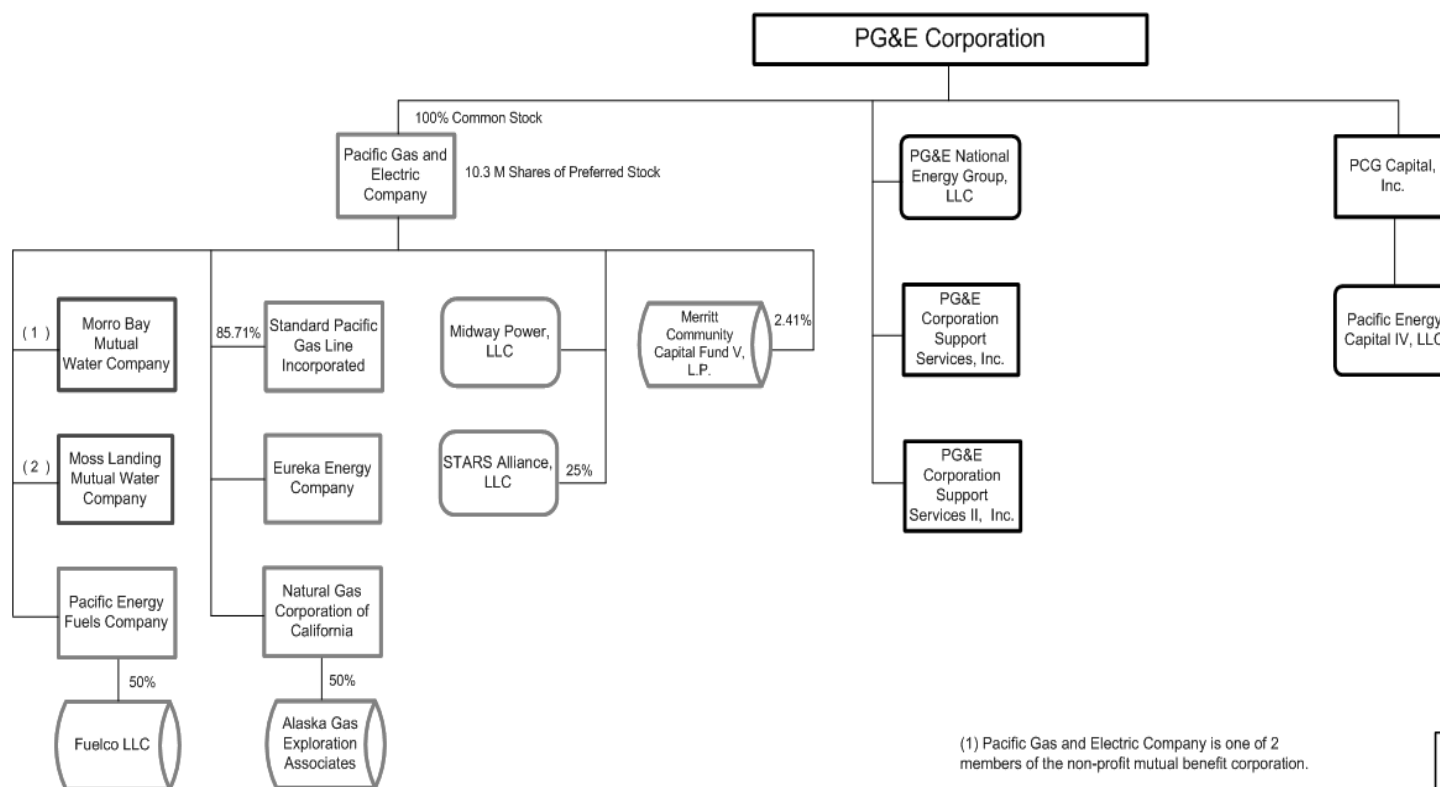 PG&E Corporation
100% Common Stock
Pacific Gas and
Electric
Company
10.3 M Shares of Preferred Stock
PG&E National
Energy Group,
LLC
PCG Capital,
Inc.
( 1 )
Morro Bay
Mutual
Water Company
85.71%
Standard Pacific
Gas Line
Incorporated
Midway Power,
LLC
Merritt
Community
Capital Fund V,
L.P.
2.41%
PG&E
Corporation
Support
Services, Inc.
Pacific Energy
Capital IV, LLC
( 2 )
Moss Landing
Mutual Water
Company
Eureka Energy
Company
STARS Alliance,
LLC
25%
PG&E
Corporation
Support
Services II, Inc.
Pacific Energy
Fuels Company
Natural Gas
Corporation of
California
50%
50%
Fuelco LLC
Alaska Gas
Exploration
Associates
(1) Pacific Gas and Electric Company is one of 2
members of the non-profit mutual benefit corporation.